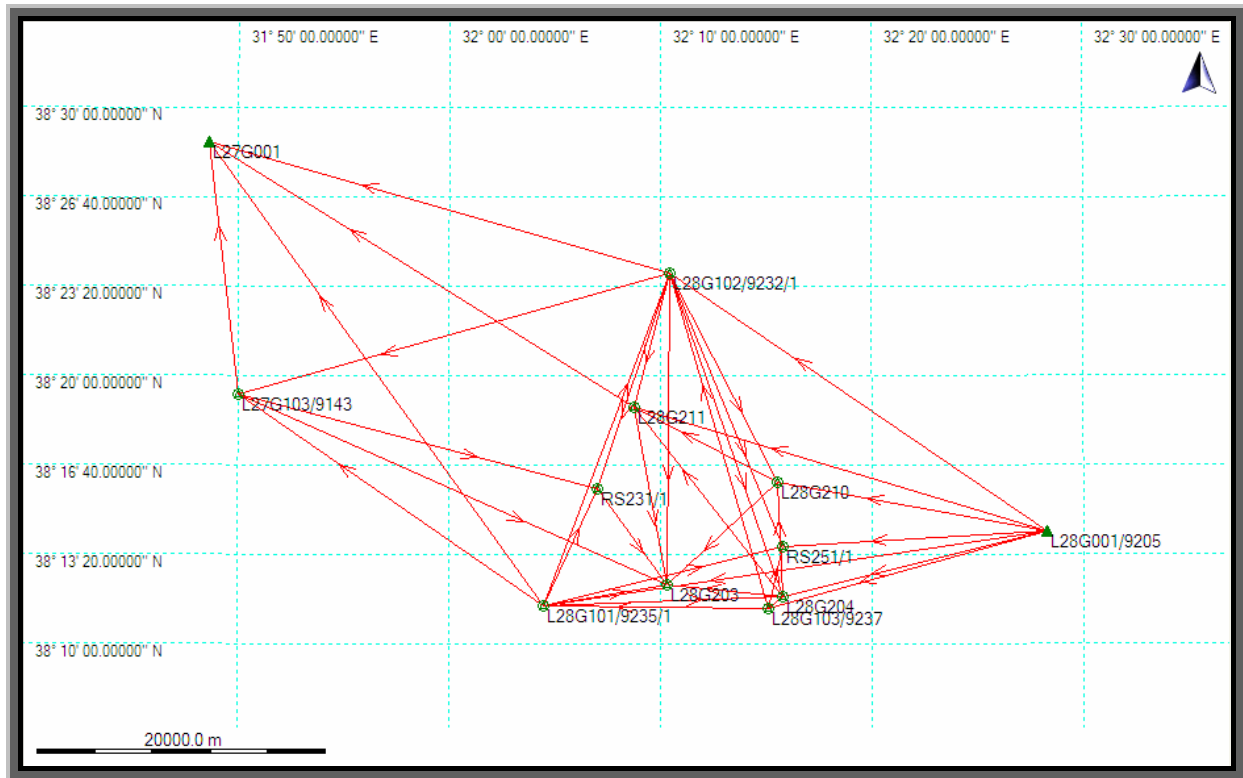 31° 50' 00.00000" E
32° 00' 00.00000" E
32° 10' 00.00000" E
32° 20' 00.00000" E
32° 30' 00.00000" E
38° 30' 00.00000" N
L27G001
38° 26' 40.00000" N
L28G102/9232/1
38° 23' 20.00000" N
38° 20' 00.00000" N
L27G103/9143
L28G211
38° 16' 40.00000" N
L28G210
RS231/1
L28G001/9205
RS251/1
38° 13' 20.00000" N
L28G203
L28G204
L28G101/9235/1
L28G103/9237
38° 10' 00.00000" N
20000.0 m